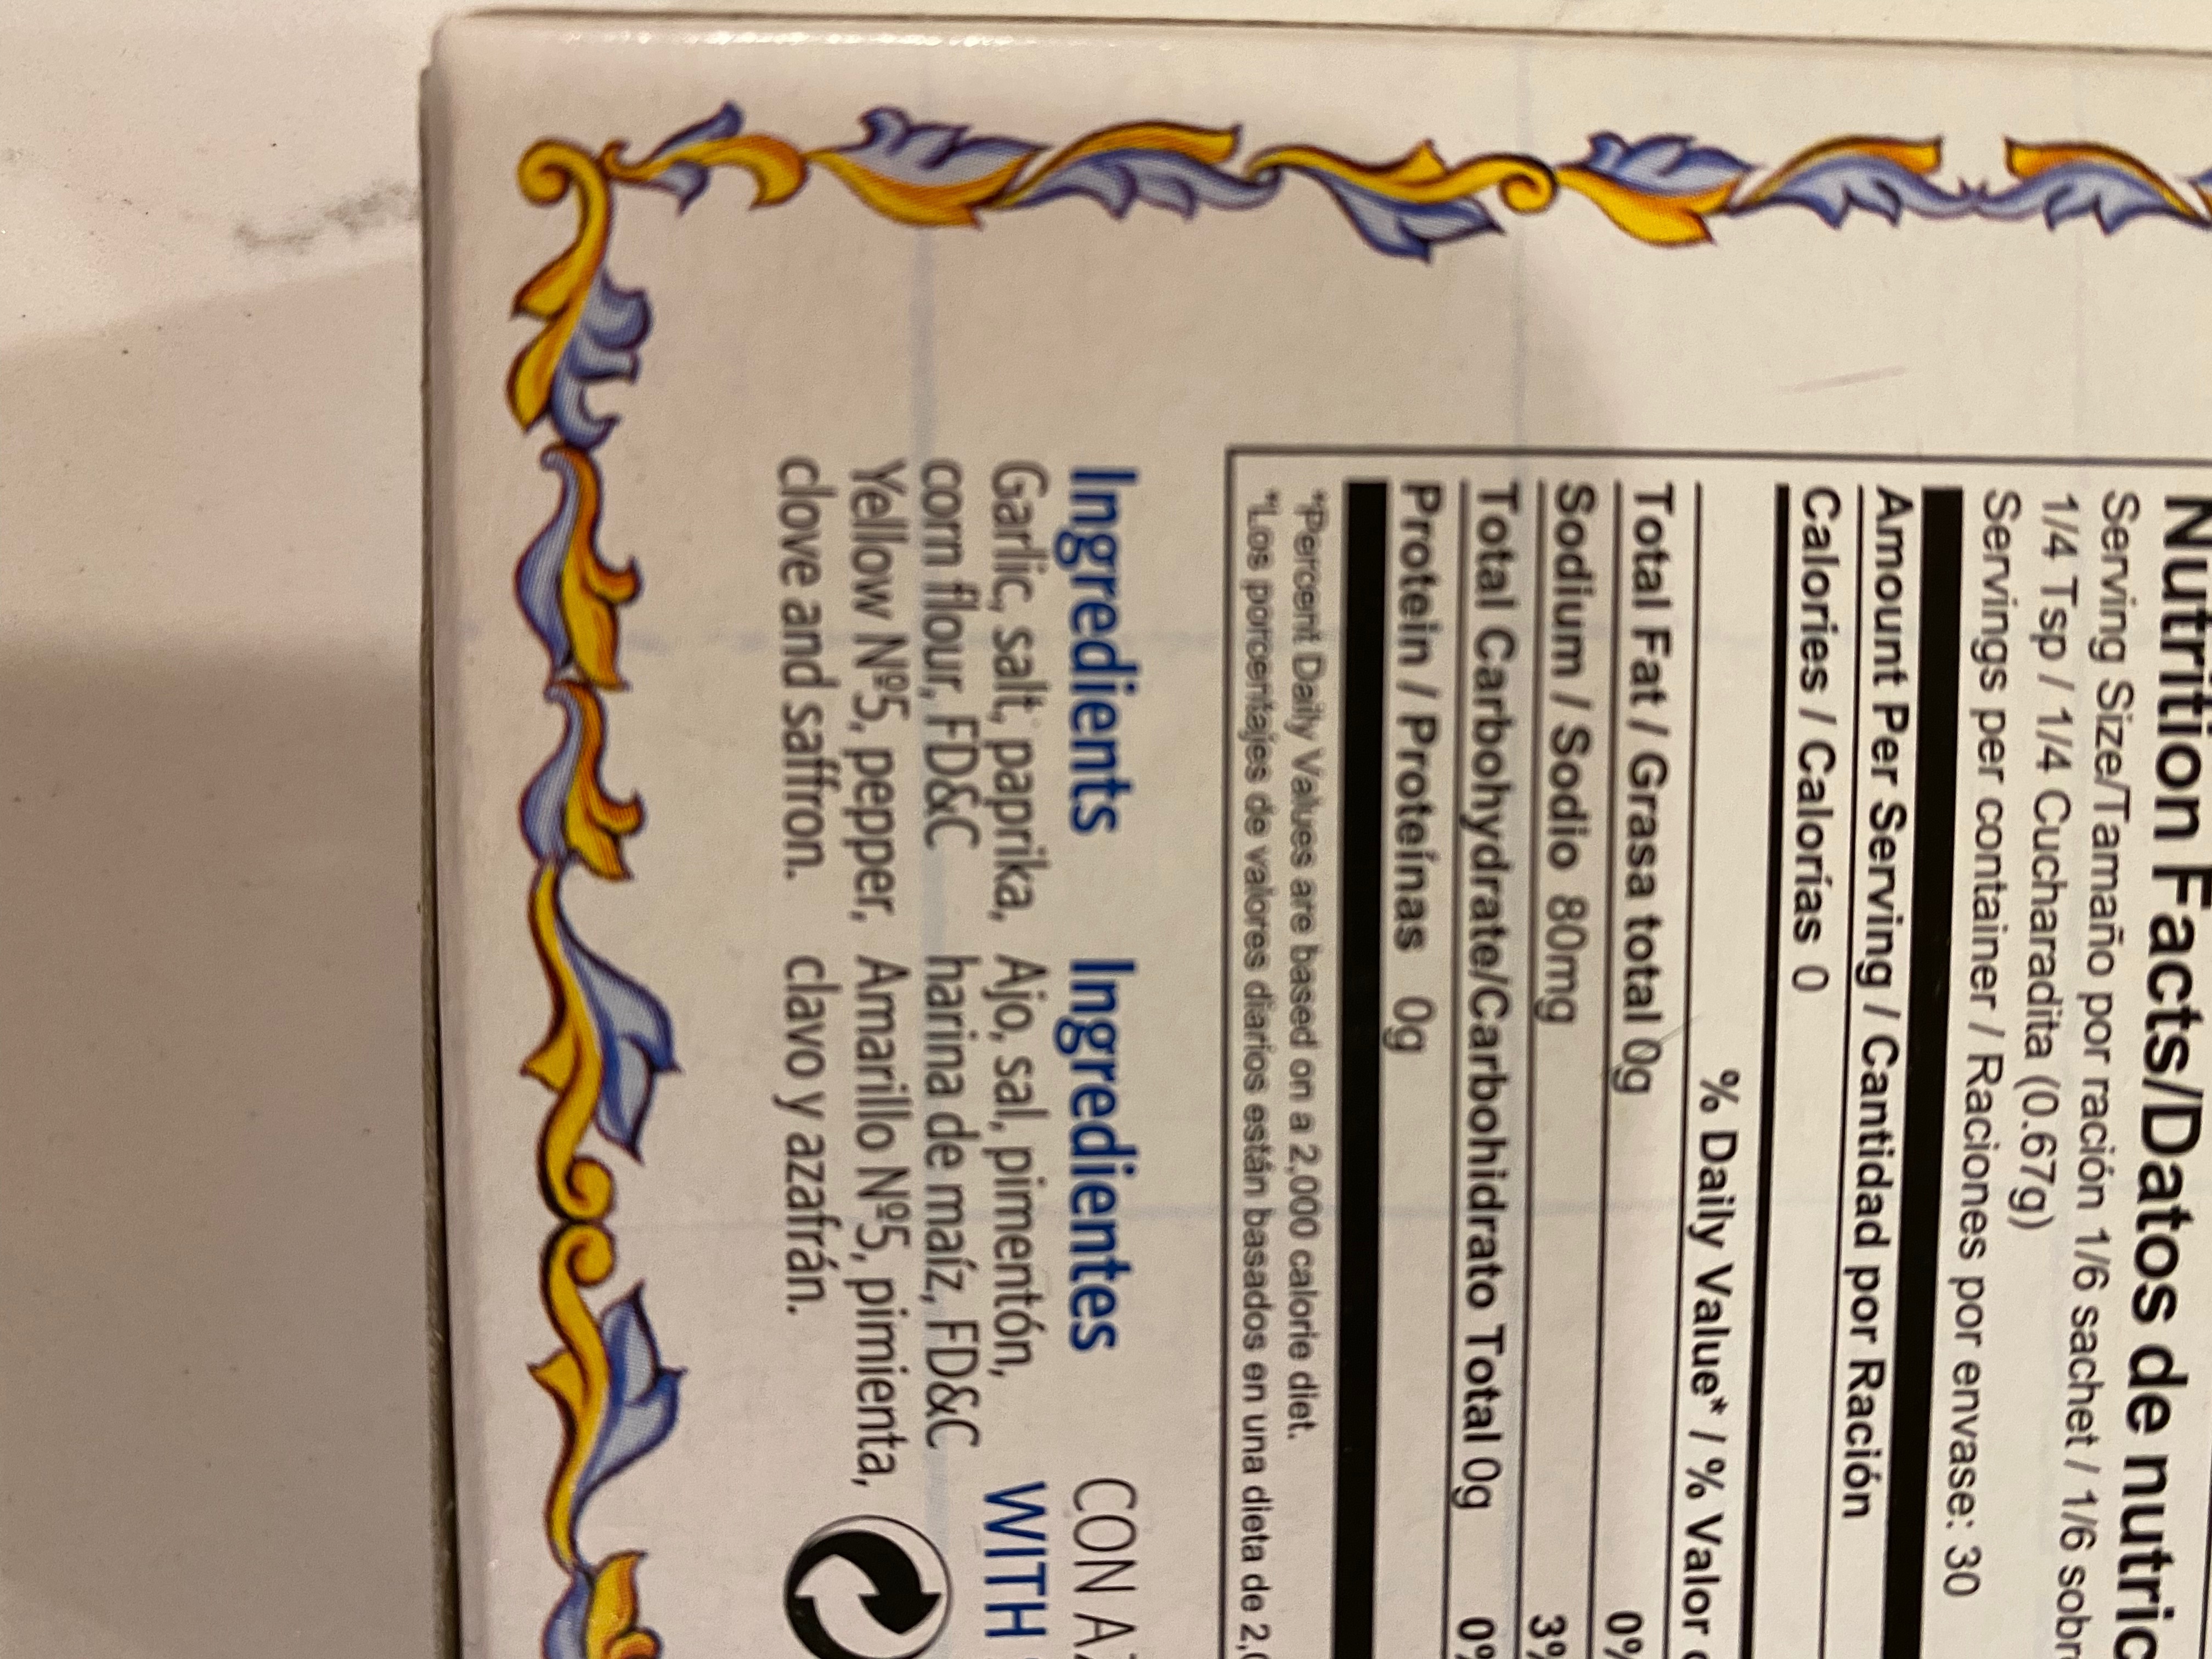 Nutrition Facts/Datos de nutric
Serving Size/Tamaño por ración 1/6 sachet / 1/6 sobre
1/4 Tsp / 1/4 Cucharadita (0.67g)
Servings per container / Raciones por envase: 30
Amount Per Serving / Cantidad por Ración
Calories / Calorías 0
% Daily Value* / % Valor
Total Fat / Grasa total 0g 0%
Sodium / Sodio 80mg 3%
Total Carbohydrate/Carbohidrato Total 0g 0%
Protein / Proteínas 0g
*Percent Daily Values are based on a 2,000 calorie diet.
*Los porcentajes de valores diarios están basados en una dieta de 2,0
Ingredients
Garlic, salt, paprika,
corn flour, FD&C
Yellow Nº5, pepper,
clove and saffron.
Ingredientes
Ajo, sal, pimentón,
harina de maíz, FD&C
Amarillo Nº5, pimienta,
clavo y azafrán.
CON AZ
WITH